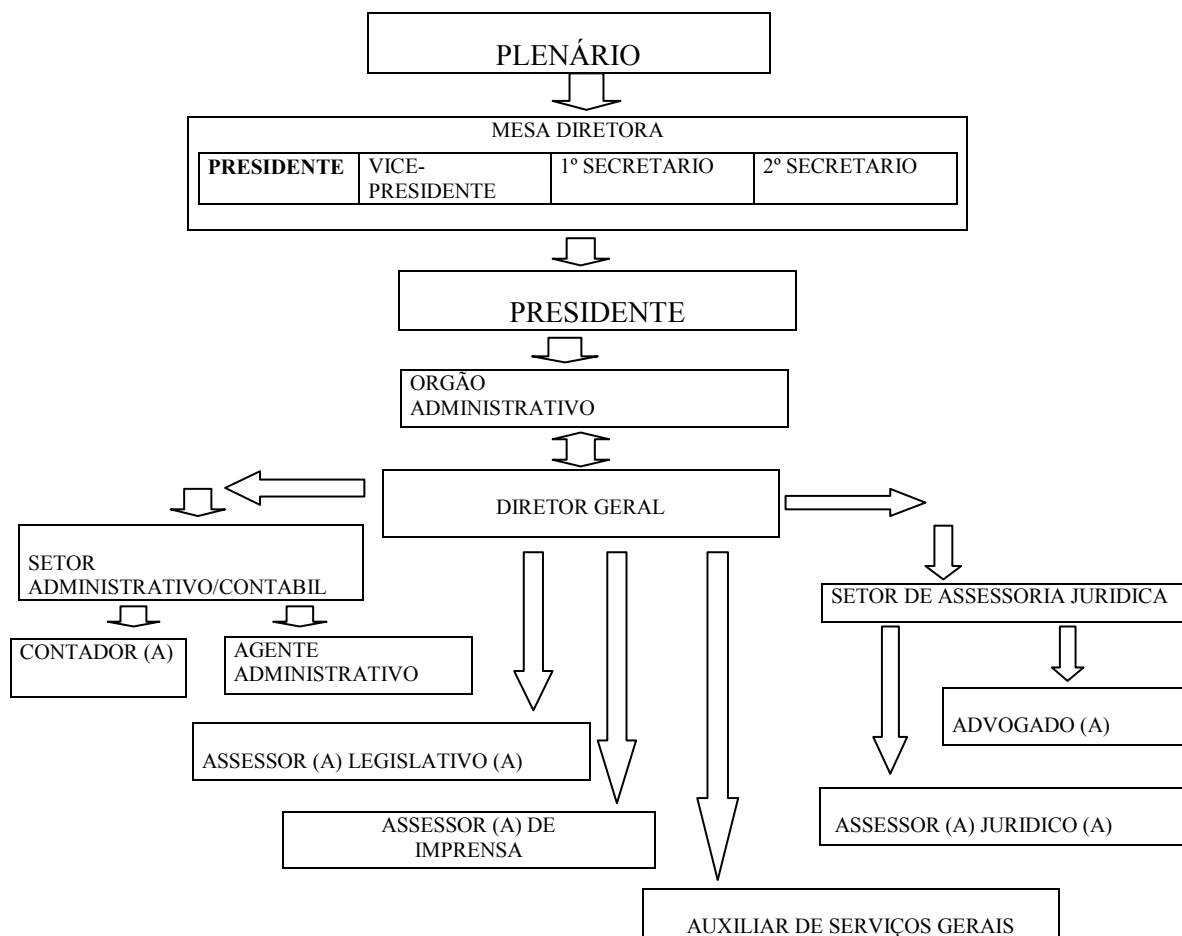 PLENÁRIO
MESA DIRETORA
PRESIDENTE
VICE-
PRESIDENTE
1º SECRETARIO
2º SECRETARIO
PRESIDENTE
ORGÃO
ADMINISTRATIVO
DIRETOR GERAL
SETOR
ADMINISTRATIVO/CONTABIL
CONTADOR (A)
AGENTE
ADMINISTRATIVO
ASSESSOR (A) LEGISLATIVO (A)
ASSESSOR (A) DE
IMPRENSA
AUXILIAR DE SERVIÇOS GERAIS
SETOR DE ASSESSORIA JURIDICA
ADVOGADO (A)
ASSESSOR (A) JURIDICO (A)